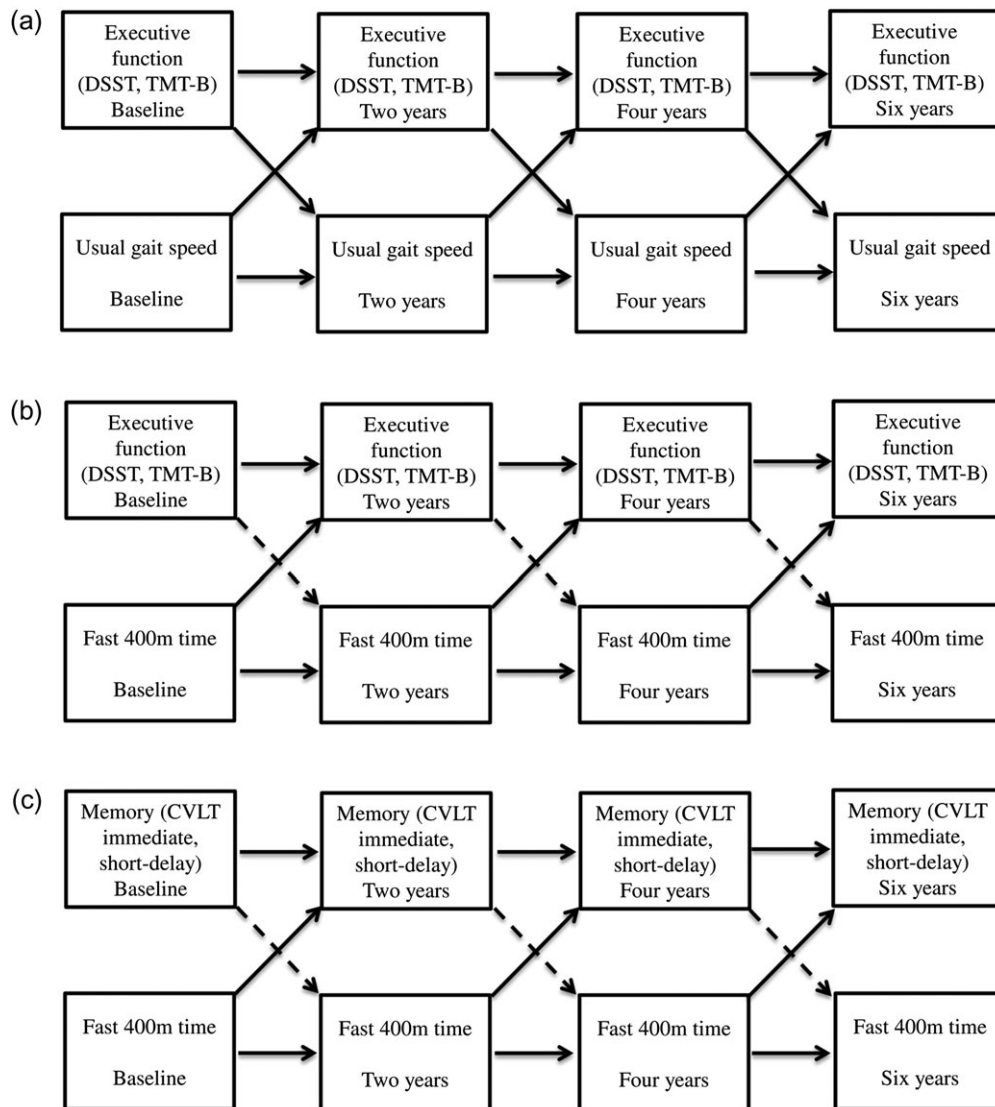 (a)
Executive
function
(DSST, TMT-B)
Baseline
Executive
function
(DSST, TMT-B)
Two years
Executive
function
(DSST, TMT-B)
Four years
Executive
function
(DSST, TMT-B)
Six years
Usual gait speed
Baseline
Usual gait speed
Two years
Usual gait speed
Four years
Usual gait speed
Six years
(b)
Executive
function
(DSST, TMT-B)
Baseline
Executive
function
(DSST, TMT-B)
Two years
Executive
function
(DSST, TMT-B)
Four years
Executive
function
(DSST, TMT-B)
Six years
Fast 400m time
Baseline
Fast 400m time
Two years
Fast 400m time
Four years
Fast 400m time
Six years
(c)
Memory (CVLT
immediate,
short-delay)
Baseline
Memory (CVLT
immediate,
short-delay)
Two years
Memory (CVLT
immediate,
short-delay)
Four years
Memory (CVLT
immediate,
short-delay)
Six years
Fast 400m time
Baseline
Fast 400m time
Two years
Fast 400m time
Four years
Fast 400m time
Six years